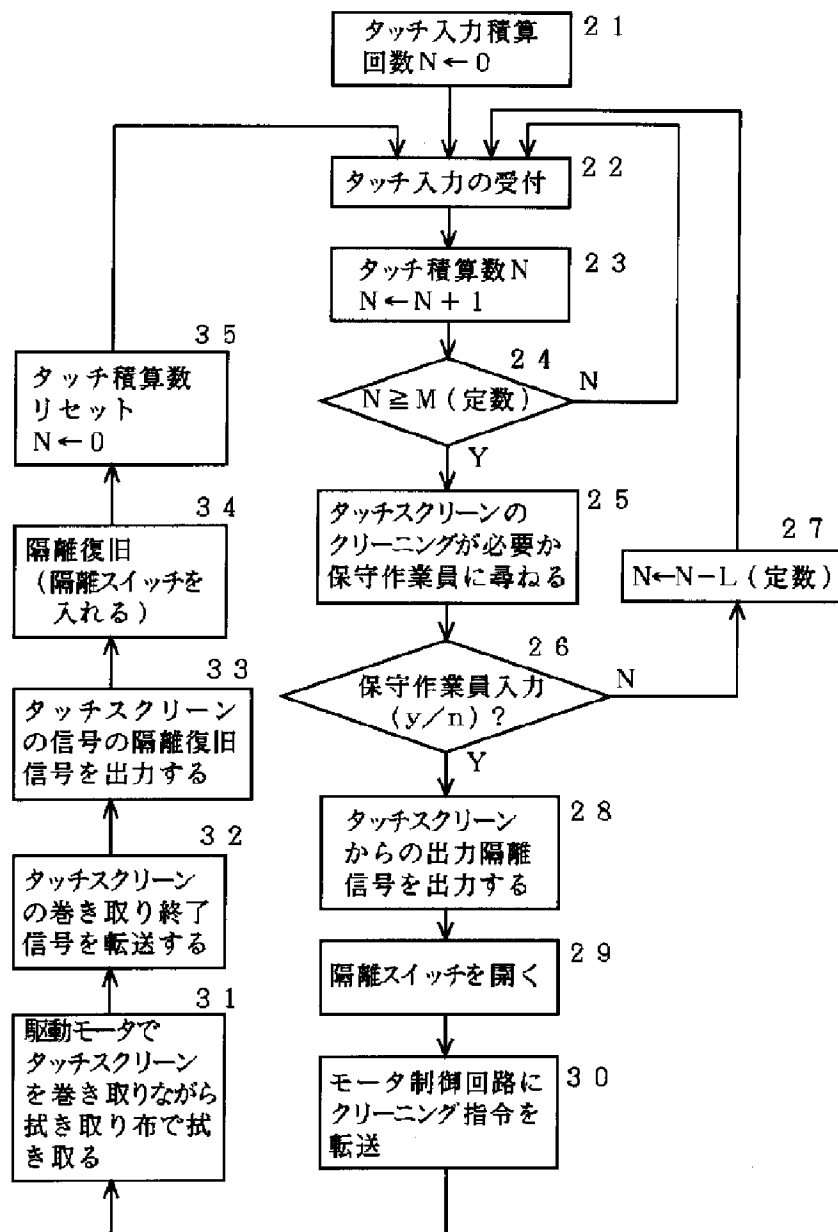 タッチ入力積算
回数N←0
21
タッチ入力の受付
22
タッチ積算数N
N←N+1
23
N≧M(定数)
24
N
Y
タッチスクリーンの
クリーニングが必要か
保守作業員に尋ねる
25
保守作業員入力
(y/n)?
26
N
Y
N←N-L(定数)
27
タッチスクリーン
からの出力隔離
信号を出力する
28
隔離スイッチを開く
29
モータ制御回路に
クリーニング指令を
転送
30
駆動モータで
タッチスクリーン
を巻き取りながら
拭き取り布で拭
き取る
31
タッチスクリーン
の巻き取り終了
信号を転送する
32
タッチスクリーン
の信号の隔離復旧
信号を出力する
33
隔離復旧
(隔離スイッチを
入れる)
34
タッチ積算数
リセット
N←0
35